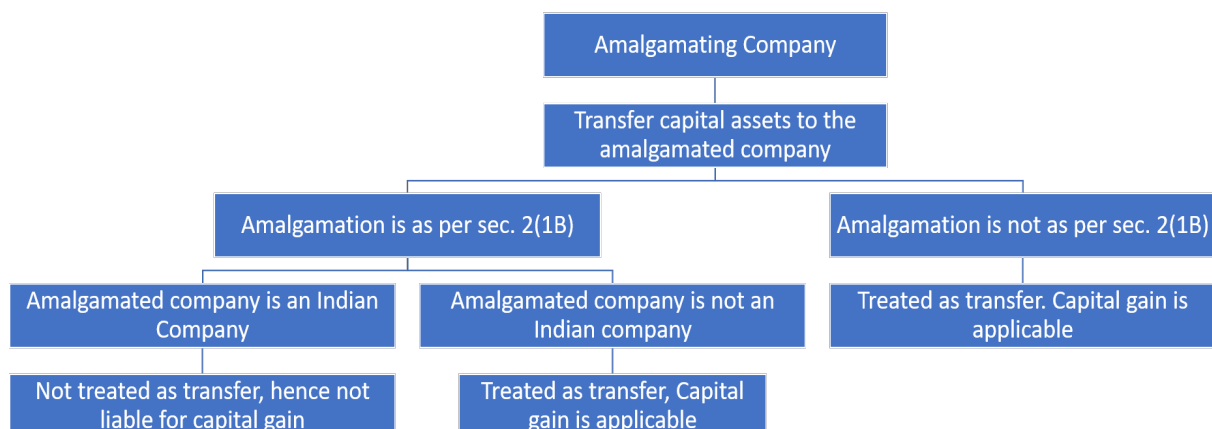 Amalgamating Company
Transfer capital assets to the
amalgamated company
Amalgamation is as per sec. 2(1B)
Amalgamation is not as per sec. 2(1B)
Amalgamated company is an Indian
Company
Amalgamated company is not an
Indian company
Treated as transfer. Capital gain is
applicable
Not treated as transfer, hence not
liable for capital gain
Treated as transfer, Capital
gain is applicable